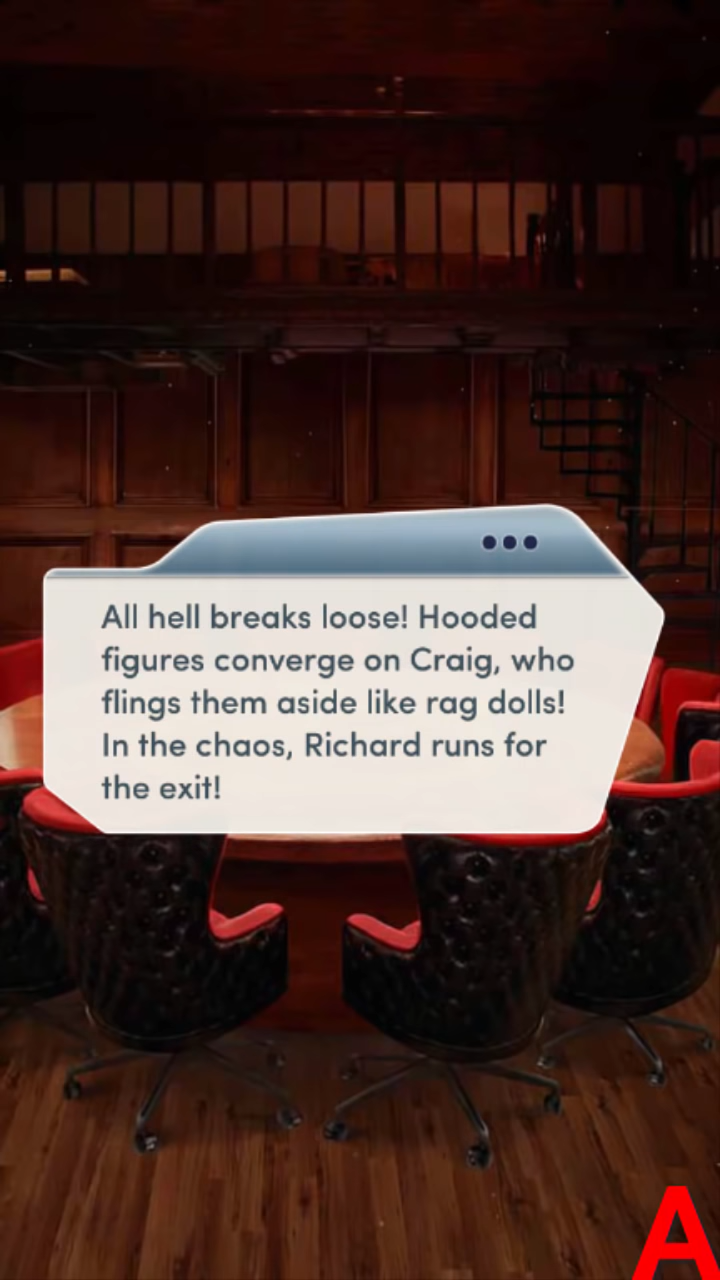 All hell breaks loose! Hooded
figures converge on Craig, who
flings them aside like rag dolls!
In the chaos, Richard runs for
the exit!
A